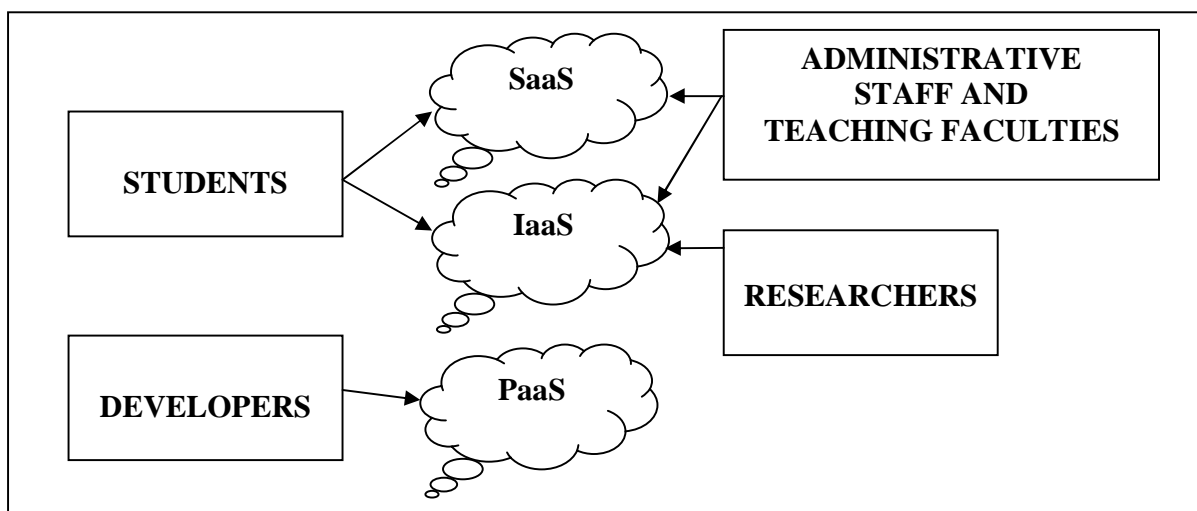 SaaS
ADMINISTRATIVE
STAFF AND
TEACHING FACULTIES
STUDENTS
IaaS
RESEARCHERS
DEVELOPERS
PaaS